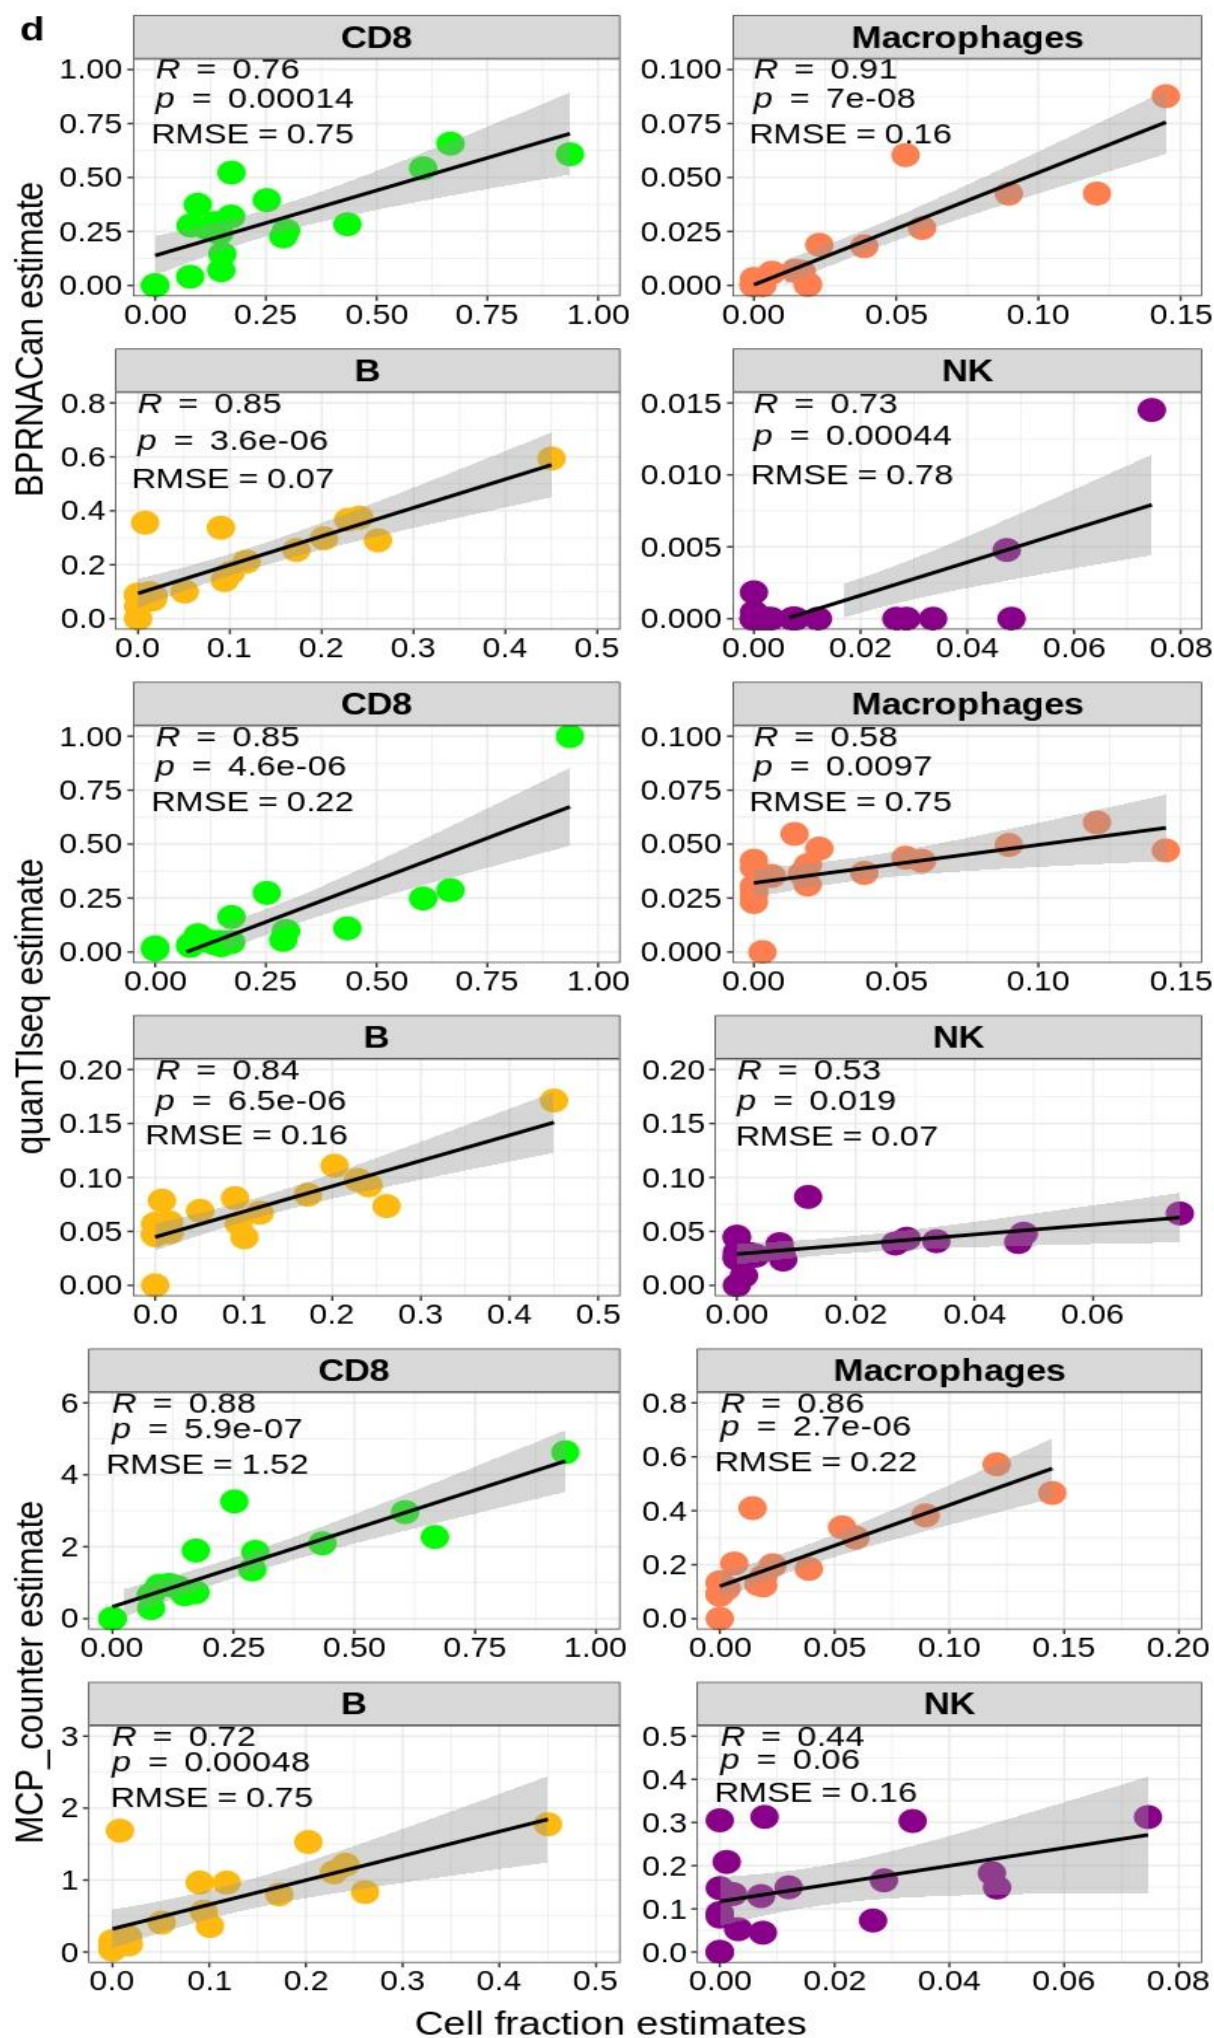 d
BPRNACan estimate
CD8
R = 0.76
p = 0.00014
RMSE = 0.75
1.00
0.75
0.50
0.25
0.00
0.00 0.25 0.50 0.75 1.00
Macrophages
R = 0.91
p = 7e-08
RMSE = 0.16
0.100
0.075
0.050
0.025
0.000
0.00 0.05 0.10 0.15
B
R = 0.85
p = 3.6e-06
RMSE = 0.07
0.8
0.6
0.4
0.2
0.0
0.0 0.1 0.2 0.3 0.4 0.5
NK
R = 0.73
p = 0.00044
RMSE = 0.78
0.015
0.010
0.005
0.000
0.00 0.02 0.04 0.06 0.08
quanTIseq estimate
CD8
R = 0.85
p = 4.6e-06
RMSE = 0.22
1.00
0.75
0.50
0.25
0.00
0.00 0.25 0.50 0.75 1.00
Macrophages
R = 0.58
p = 0.0097
RMSE = 0.75
0.100
0.075
0.050
0.025
0.000
0.00 0.05 0.10 0.15
B
R = 0.84
p = 6.5e-06
RMSE = 0.16
0.20
0.15
0.10
0.05
0.00
0.0 0.1 0.2 0.3 0.4 0.5
NK
R = 0.53
p = 0.019
RMSE = 0.07
0.20
0.15
0.10
0.05
0.00
0.00 0.02 0.04 0.06
MCP_counter estimate
CD8
R = 0.88
p = 5.9e-07
RMSE = 1.52
6
4
2
0
0.00 0.25 0.50 0.75 1.00
Macrophages
R = 0.86
p = 2.7e-06
RMSE = 0.22
0.8
0.6
0.4
0.2
0.0
0.00 0.05 0.10 0.15 0.20
B
R = 0.72
p = 0.00048
RMSE = 0.75
3
2
1
0
0.0 0.1 0.2 0.3 0.4 0.5
NK
R = 0.44
p = 0.06
RMSE = 0.16
0.5
0.4
0.3
0.2
0.1
0.0
0.00 0.02 0.04 0.06 0.08
Cell fraction estimates